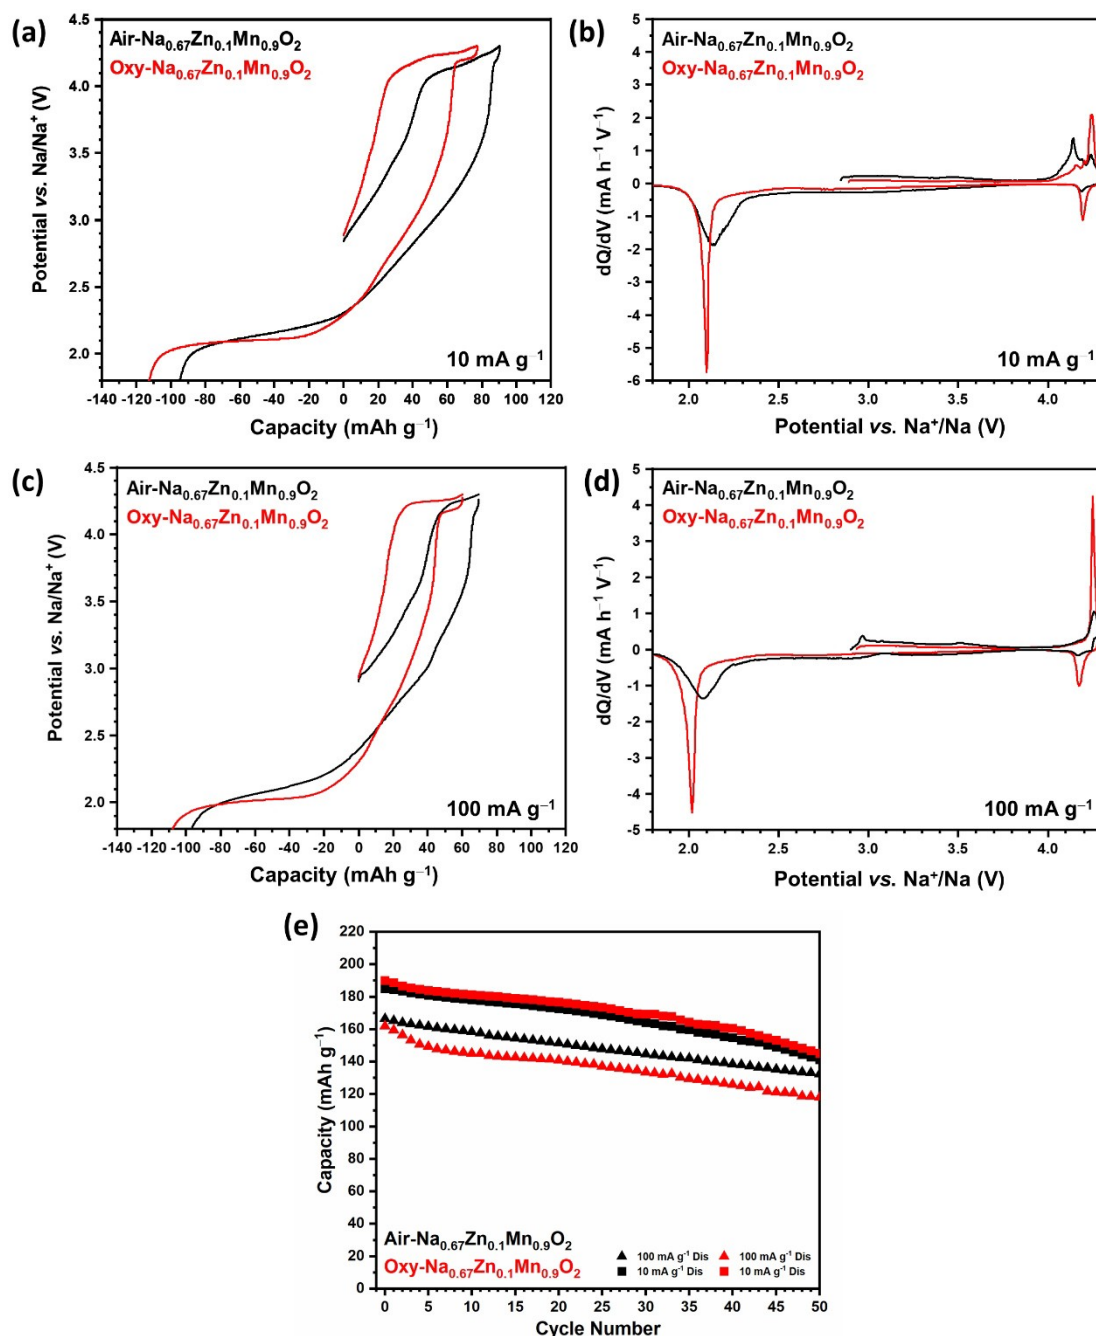 (a)
Air-Na0.67Zn0.1Mn0.9O2
Oxy-Na0.67Zn0.1Mn0.9O2
Potential vs. Na/Na+ (V)
4.5
4.0
3.5
3.0
2.5
2.0
10 mA g−1
-140 -120 -100 -80 -60 -40 -20 0 20 40 60 80 100 120
Capacity (mAh g−1)
(b)
Air-Na0.67Zn0.1Mn0.9O2
Oxy-Na0.67Zn0.1Mn0.9O2
dQ/dV (mA h−1 V−1)
5
4
3
2
1
0
-1
-2
-3
-4
-5
-6
10 mA g−1
2.0 2.5 3.0 3.5 4.0
Potential vs. Na+/Na (V)
(c)
Air-Na0.67Zn0.1Mn0.9O2
Oxy-Na0.67Zn0.1Mn0.9O2
Potential vs. Na/Na+ (V)
4.5
4.0
3.5
3.0
2.5
2.0
100 mA g−1
-140 -120 -100 -80 -60 -40 -20 0 20 40 60 80 100 120
Capacity (mAh g−1)
(d)
Air-Na0.67Zn0.1Mn0.9O2
Oxy-Na0.67Zn0.1Mn0.9O2
dQ/dV (mA h−1 V−1)
5
4
3
2
1
0
-1
-2
-3
-4
-5
100 mA g−1
2.0 2.5 3.0 3.5 4.0
Potential vs. Na+/Na (V)
(e)
Capacity (mAh g−1)
220
200
180
160
140
120
100
80
60
40
20
0
Air-Na0.67Zn0.1Mn0.9O2
Oxy-Na0.67Zn0.1Mn0.9O2
100 mA g−1 Dis 100 mA g−1 Dis
10 mA g−1 Dis 10 mA g−1 Dis
0 5 10 15 20 25 30 35 40 45 50
Cycle Number